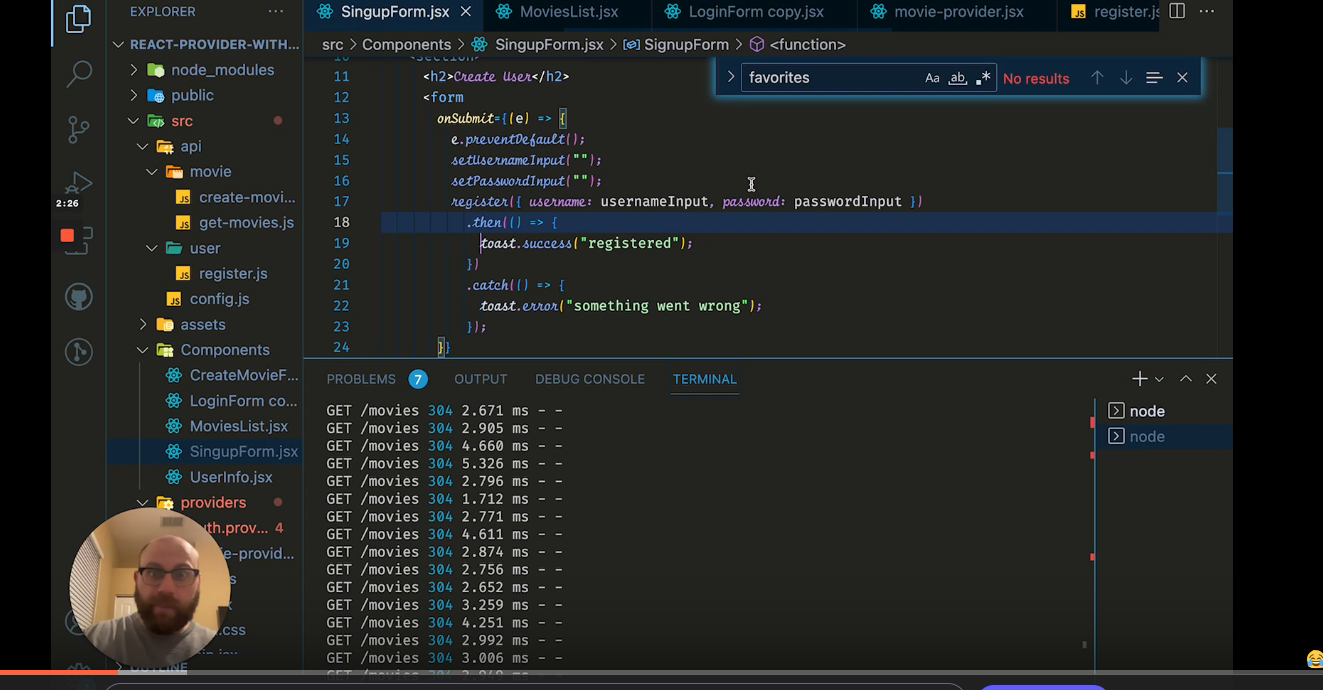 EXPLORER
SingupForm.jsx
MoviesList.jsx
LoginForm copy.jsx
movie-provider.jsx
JS register.js
src > Components > SingupForm.jsx > SignupForm > <function>
REACT-PROVIDER-WITH...
node_modules
public
src
api
movie
JS create-movi...
JS get-movies.js
user
JS register.js
JS config.js
assets
Components
CreateMovieF...
LoginForm co...
MoviesList.jsx
SingupForm.jsx
UserInfo.jsx
providers
uth.prov... 4
e-provid...
.css
OUTLINE
2:26
favorites
Aa ab .* No results
10 <section>
11 <h2>Create User</h2>
12 <form
13 onSubmit={(e) => {
14 e.preventDefault();
15 setUsernameInput("");
16 setPasswordInput("");
17 register({ username: usernameInput, password: passwordInput })
18 .then(() => {
19 toast.success("registered");
20 })
21 .catch(() => {
22 toast.error("something went wrong");
23 });
24 }}
PROBLEMS 7 OUTPUT DEBUG CONSOLE TERMINAL
GET /movies 304 2.671 ms - -
GET /movies 304 2.905 ms - -
GET /movies 304 4.660 ms - -
GET /movies 304 5.326 ms - -
GET /movies 304 2.796 ms - -
GET /movies 304 1.712 ms - -
GET /movies 304 2.771 ms - -
GET /movies 304 4.611 ms - -
GET /movies 304 2.874 ms - -
GET /movies 304 2.756 ms - -
GET /movies 304 2.652 ms - -
GET /movies 304 3.259 ms - -
GET /movies 304 4.251 ms - -
GET /movies 304 2.992 ms - -
GET /movies 304 3.006 ms - -
node
node